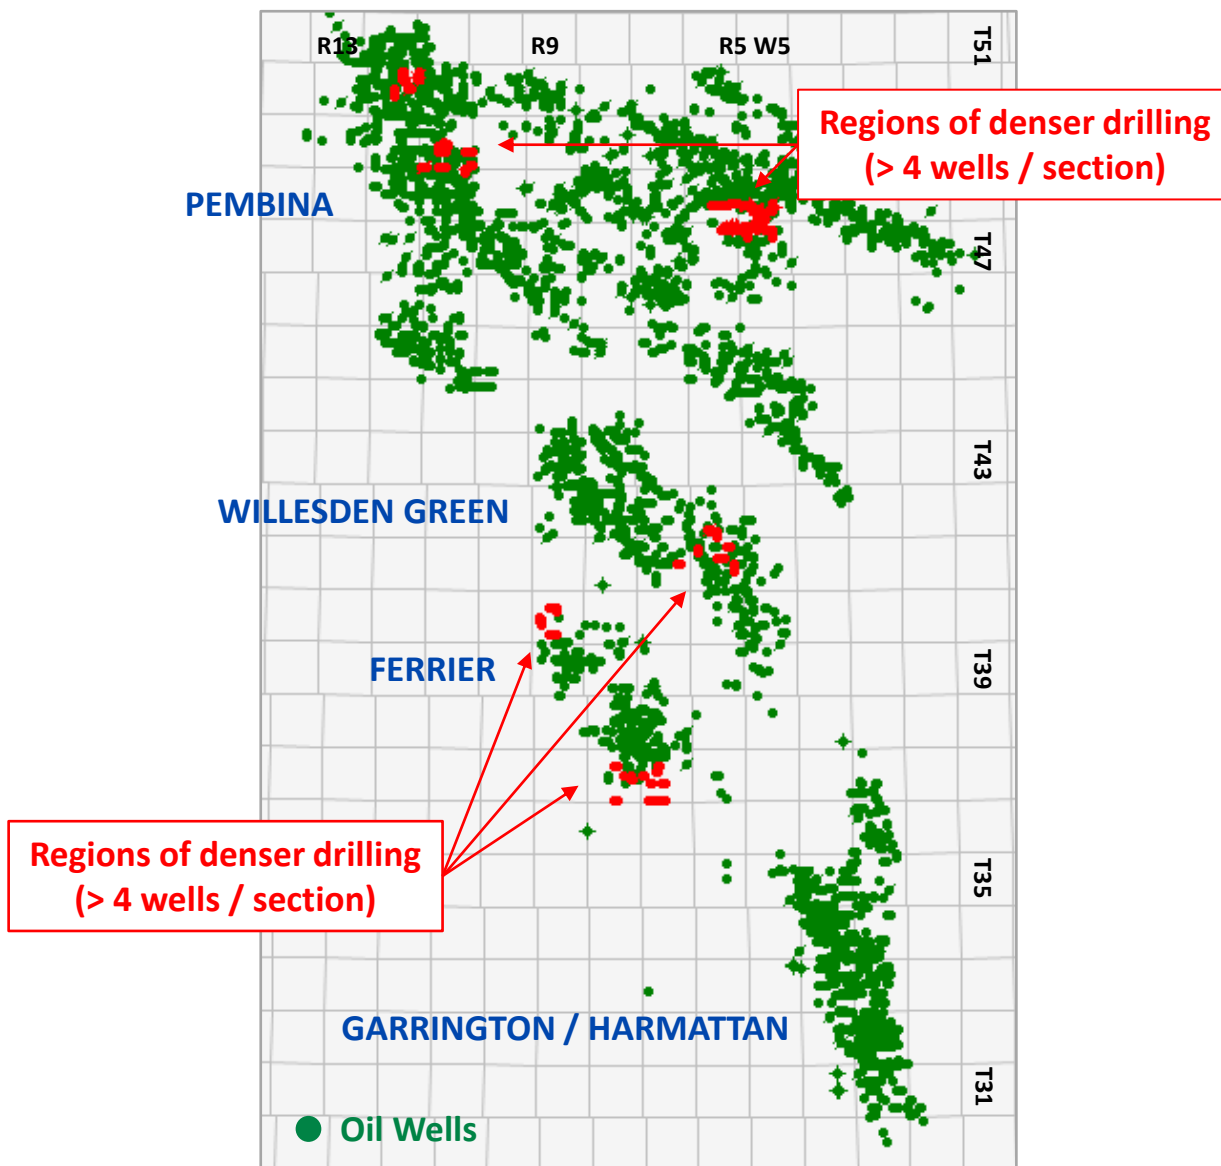 R13
R9
R5 W5
T51
Regions of denser drilling
(> 4 wells / section)
PEMBINA
T47
T43
WILLESDEN GREEN
FERRIER
T39
Regions of denser drilling
(> 4 wells / section)
T35
GARRINGTON / HARMATTAN
T31
Oil Wells